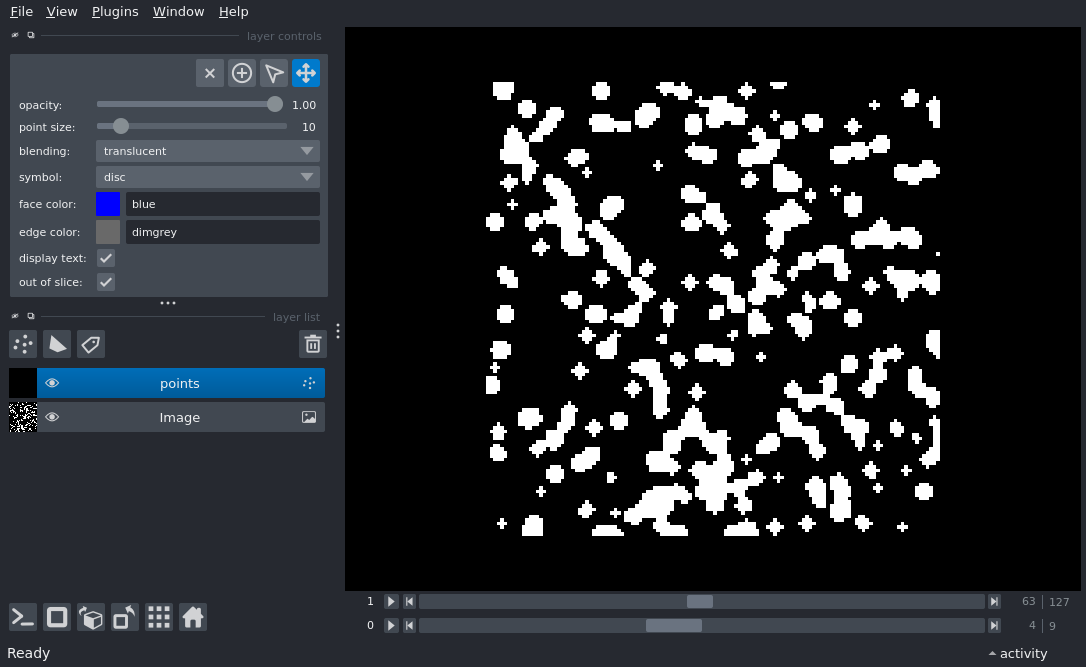 File View Plugins Window Help
layer controls
opacity: 1.00
point size: 10
blending: translucent
symbol: disc
face color: blue
edge color: dimgrey
display text:
out of slice:
layer list
points
Image
1 63 | 127
0 4 | 9
Ready activity